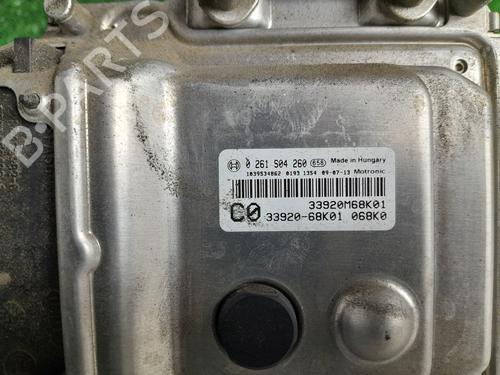 B-PARTS
0 261 S04 260 658 Made in Hungary
1039S34862 0193 1354 09-07-13 Motronic
33920M68K01
C0 33920-68K01 068K0